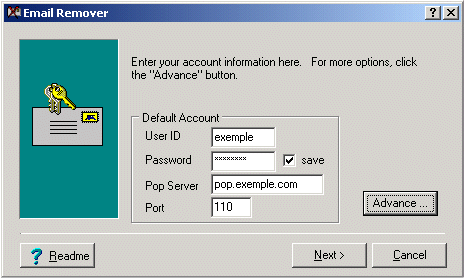 Email Remover
Enter your account information here. For more options, click
the "Advance" button.
Default Account
User ID exemple
Password xxxxxxxx save
Pop Server pop.exemple.com
Port 110
Advance ...
? Readme Next > Cancel